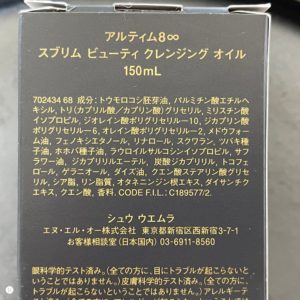 アルティム8∞
スブリム ビューティ クレンジング オイル
150mL
702434 68 成分：トウモロコシ胚芽油、パルミチン酸エチルヘ
キシル、トリ(カプリル酸/カプリン酸)グリセリル、ミリスチン酸
イソプロピル、ジオレイン酸ポリグリセリル-10、ジカプリン酸
ポリグリセリル-6、オレイン酸ポリグリセリル-2、メドウフォー
ム油、フェノキシエタノール、リナロール、スクワラン、ツバキ種
子油、ホホバ種子油、ラウロイルサルコシンイソプロピル、サフ
ラワー油、ジカプリリルエーテル、炭酸ジカプリリル、トコフェ
ロール、ゲラニオール、ダイズ油、クエン酸ステアリン酸グリセ
リル、シア脂、リン脂質、オタネニンジン根エキス、ダイサンチクエ
キス、クエン酸、香料、CODE F.I.L.：C189577/2.
シュウ ウエムラ
エヌ・エル・オー株式会社 東京都新宿区西新宿3-7-1
お客様相談室(日本国内) 03-6911-8560
眼科学的テスト済み。(全ての方に、目にトラブルが起こらないと
いうことではありません。) 皮膚科学的テスト済み。(全ての方に
トラブルが起こらないということではありません。) アレルギーテ